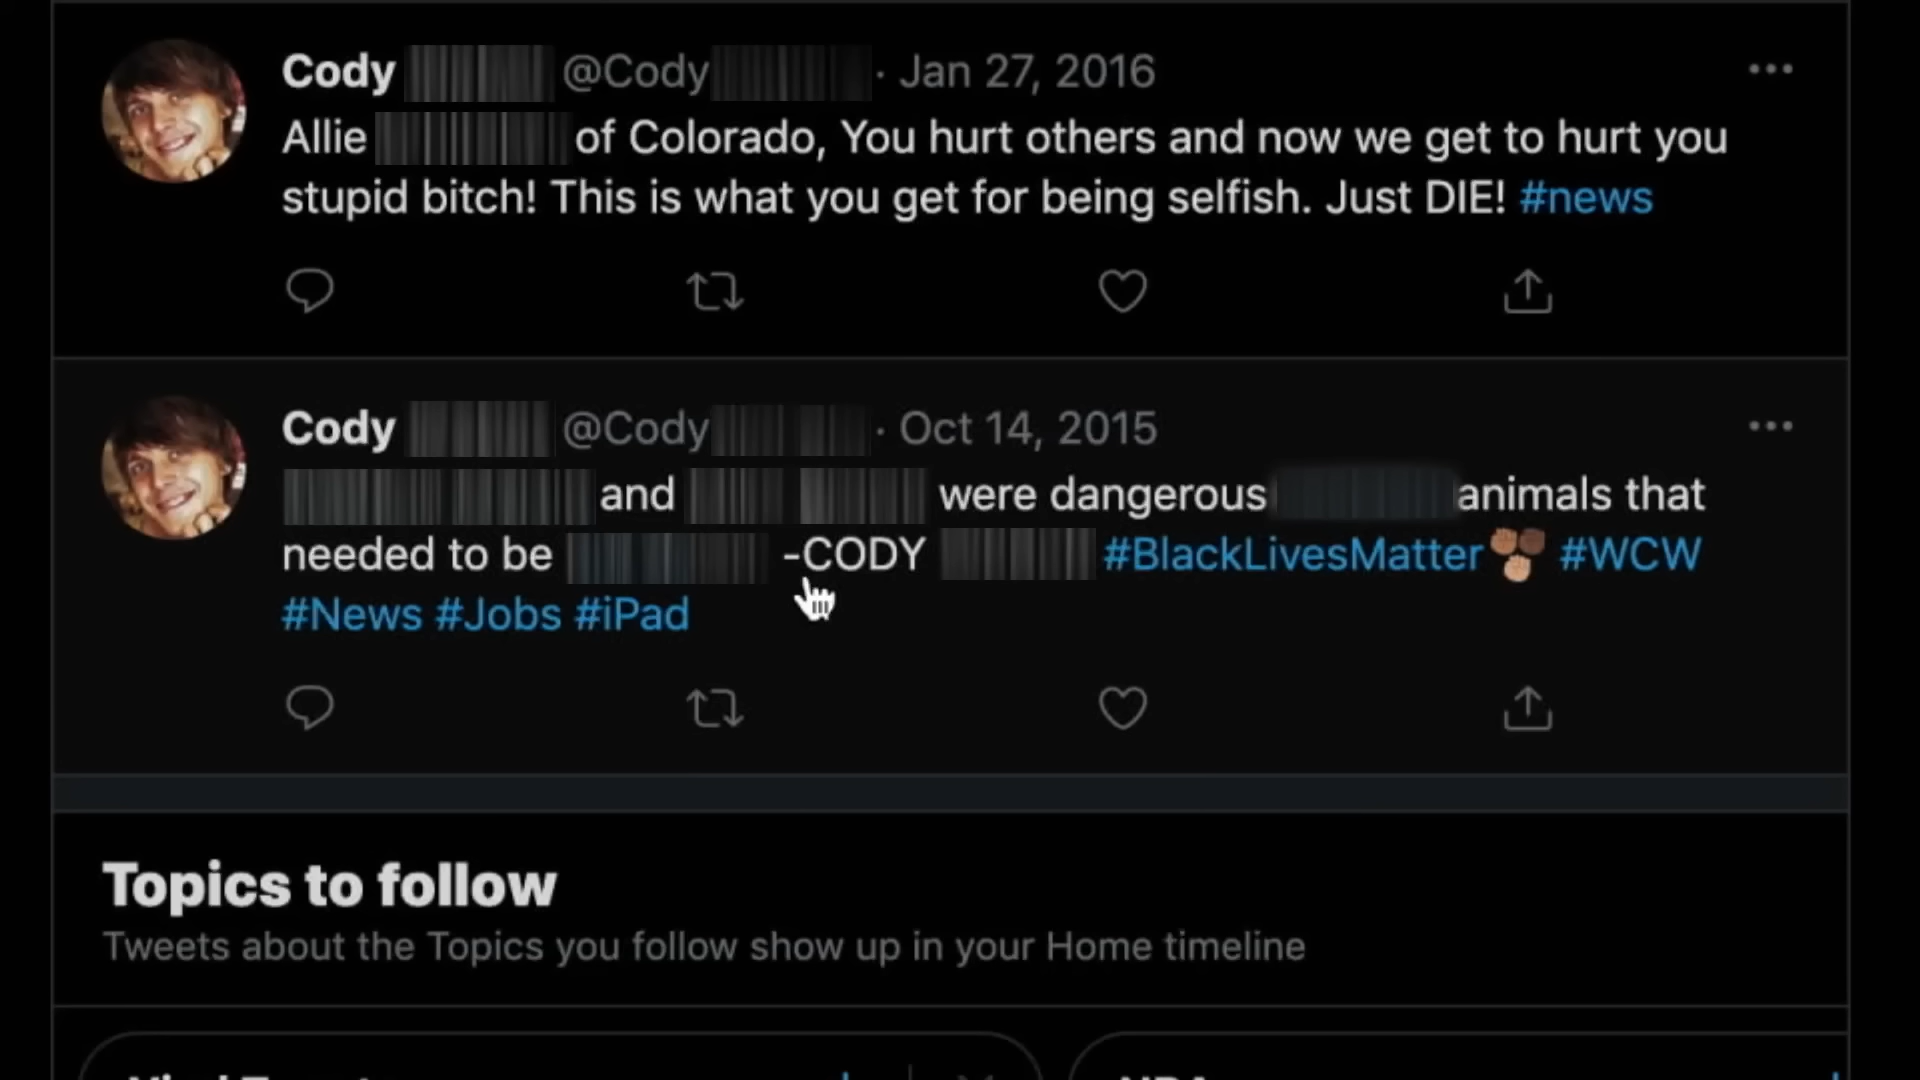 Cody @Cody · Jan 27, 2016
Allie of Colorado, You hurt others and now we get to hurt you
stupid bitch! This is what you get for being selfish. Just DIE! #news
Cody @Cody · Oct 14, 2015
and were dangerous animals that
needed to be -CODY #BlackLivesMatter #WCW
#News #Jobs #iPad
Topics to follow
Tweets about the Topics you follow show up in your Home timeline